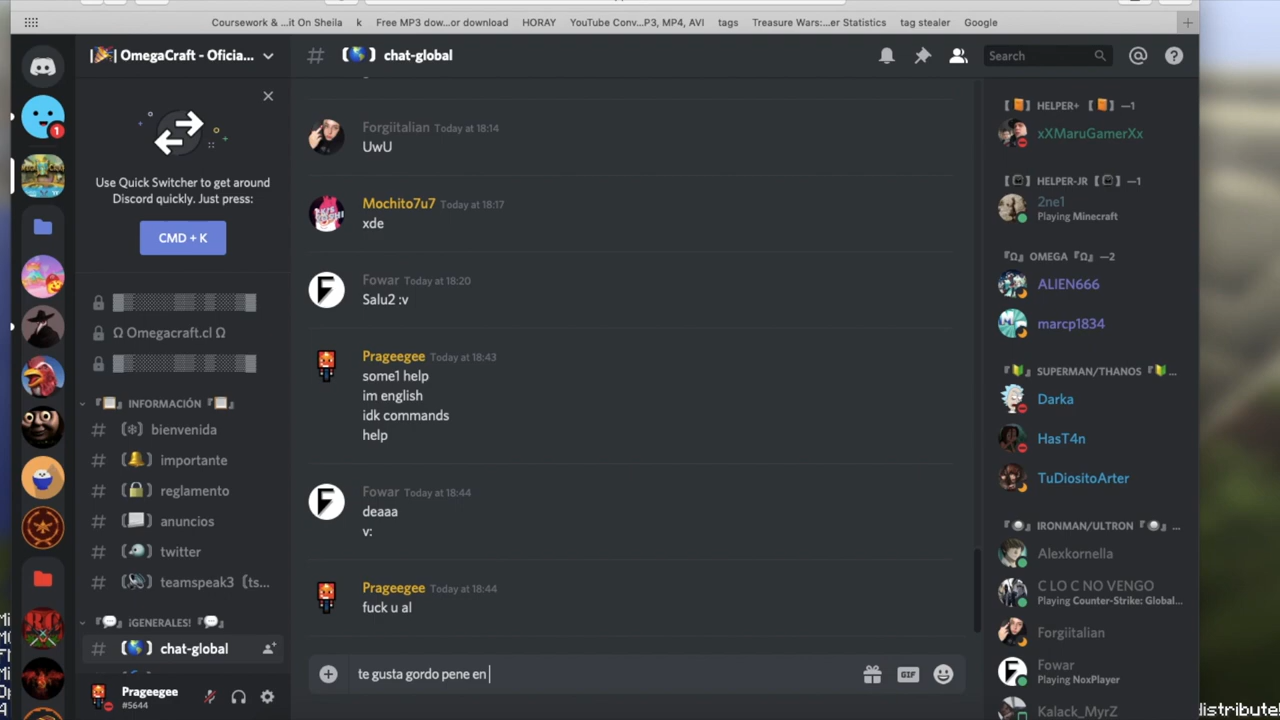 Coursework & ...It On Sheila
k
Free MP3 dow...or download
HORAY
YouTube Conv...P3, MP4, AVI
tags
Treasure Wars:...er Statistics
tag stealer
Google
OmegaCraft - Oficia...
chat-global
Search
1
Use Quick Switcher to get around
Discord quickly. Just press:
CMD + K
Ω Omegacraft.cl Ω
INFORMACIÓN
bienvenida
importante
reglamento
anuncios
twitter
teamspeak3 (ts...
¡GENERALES!
chat-global
Prageegee
#5644
Forgiitalian Today at 18:14
UwU
Mochito7u7 Today at 18:17
xde
Fowar Today at 18:20
Salu2 :v
Prageegee Today at 18:43
some1 help
im english
idk commands
help
Fowar Today at 18:44
deaaa
v:
Prageegee Today at 18:44
fuck u al
te gusta gordo pene en
GIF
HELPER+ —1
xXMaruGamerXx
HELPER-JR —1
2ne1
Playing Minecraft
『Ω』 OMEGA 『Ω』 —2
ALIEN666
marcp1834
SUPERMAN/THANOS ...
Darka
HasT4n
TuDiositoArter
IRONMAN/ULTRON ...
Alexkornella
C LO C NO VENGO
Playing Counter-Strike: Global...
Forgiitalian
Fowar
Playing NoxPlayer
Kalack_MyrZ
distribute